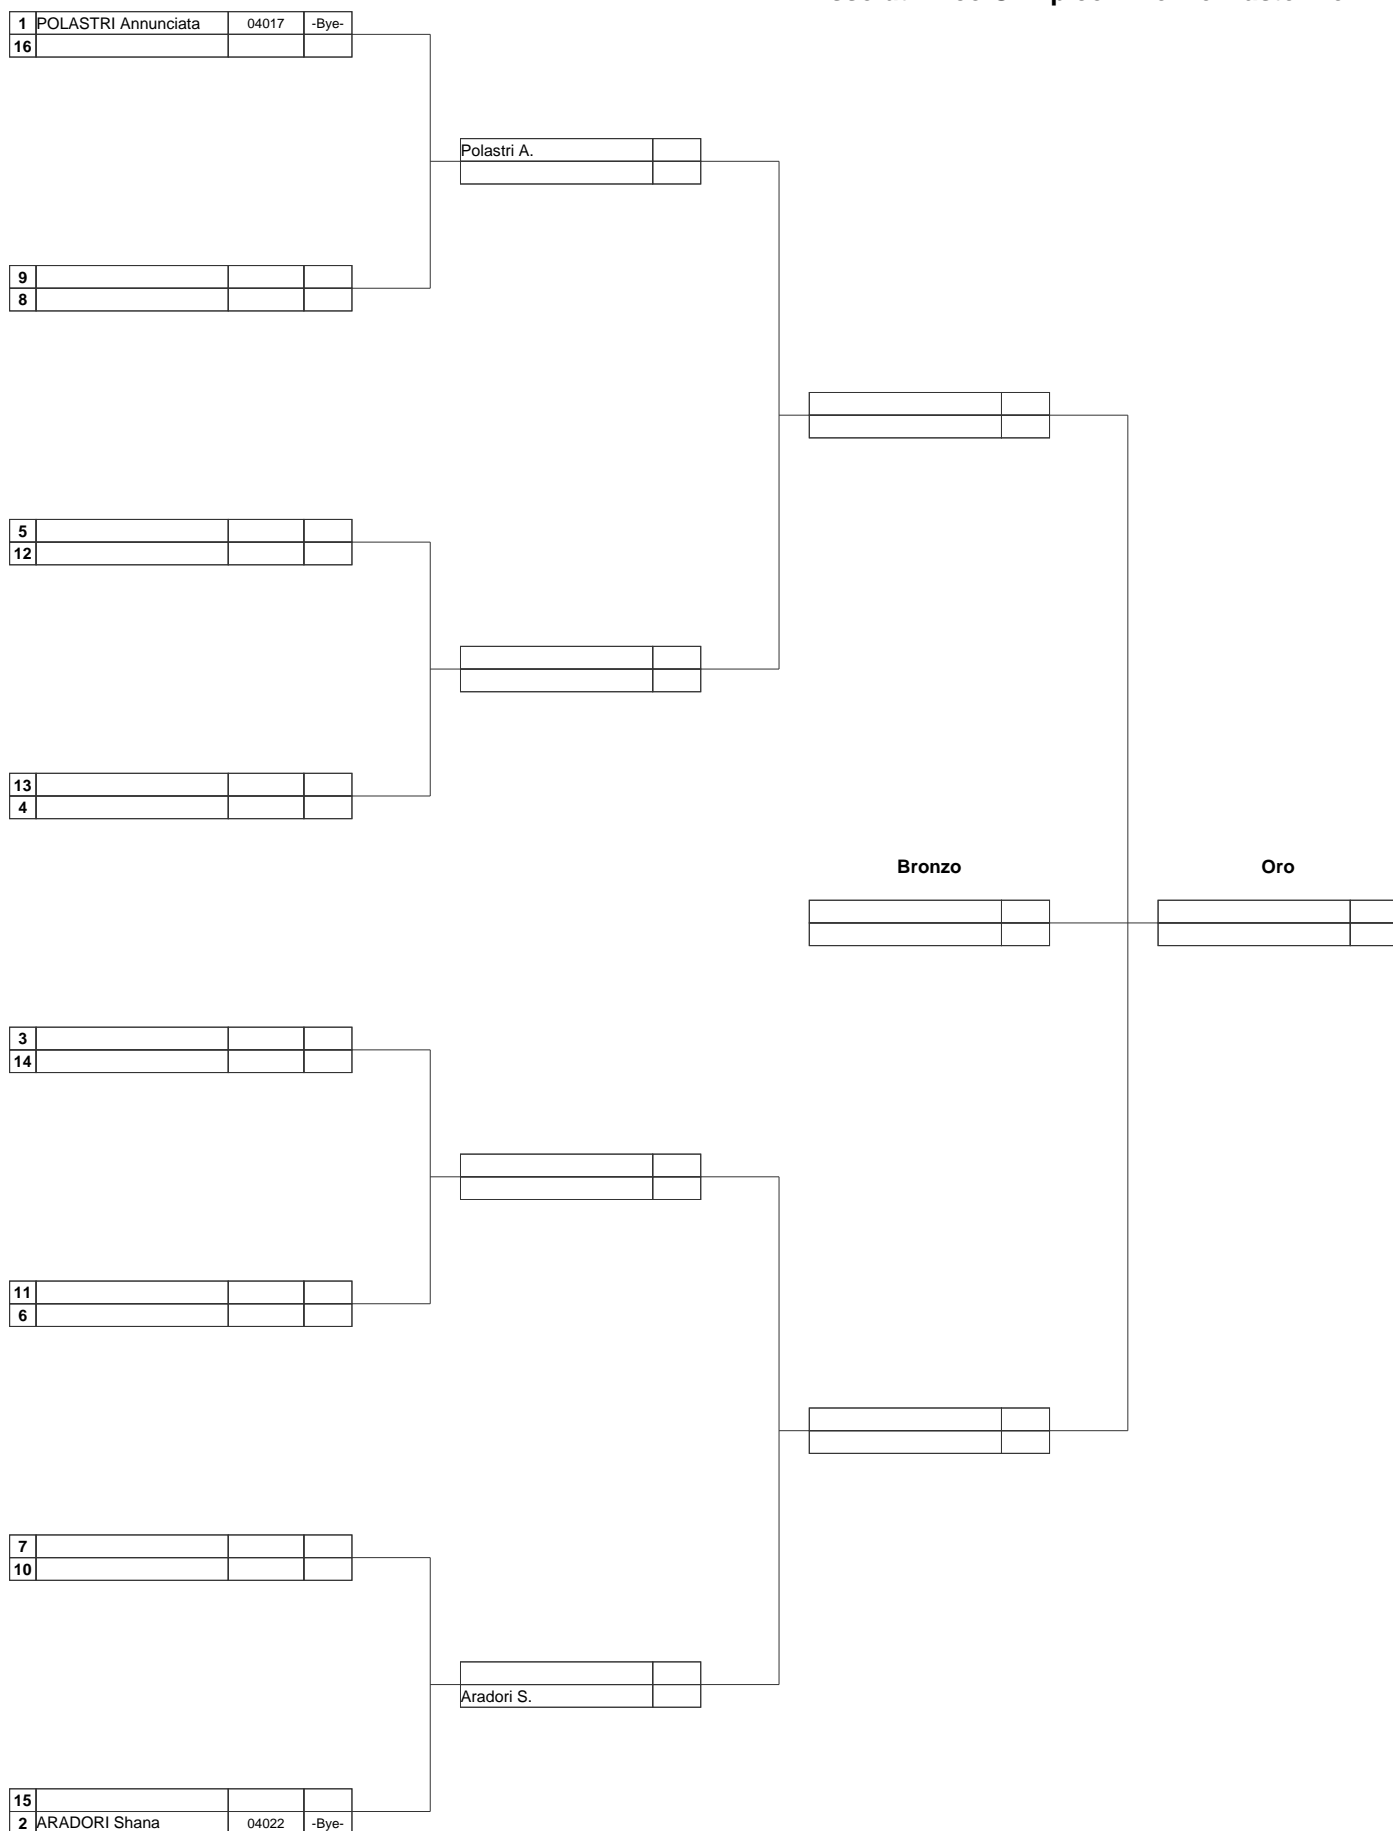 1 POLASTRI Annunciata 04017 -Bye-
16
Polastri A.
9
8
5
12
13
4
Bronzo Oro
3
14
11
6
7
10
Aradori S.
15
2 ARADORI Shana 04022 -Bye-